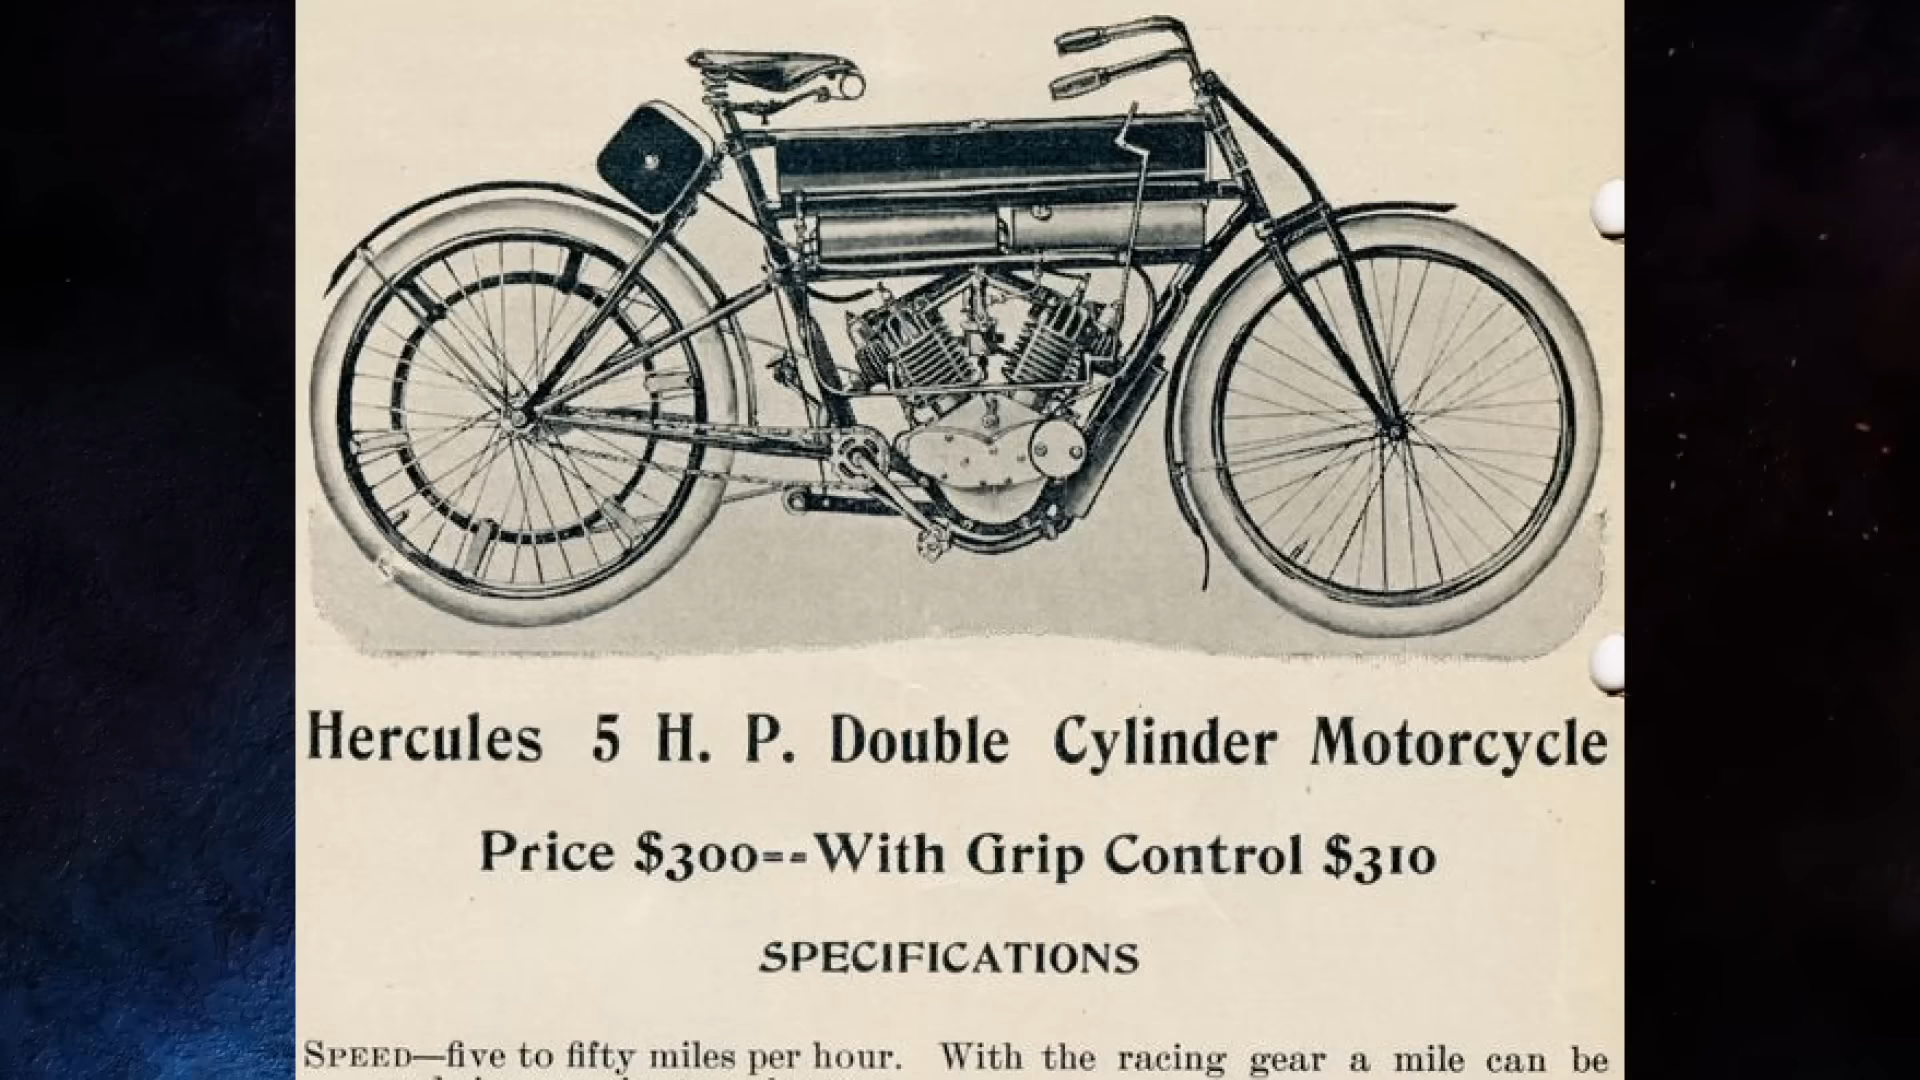 Hercules 5 H. P. Double Cylinder Motorcycle
Price $300--With Grip Control $310
SPECIFICATIONS
SPEED—five to fifty miles per hour. With the racing gear a mile can be